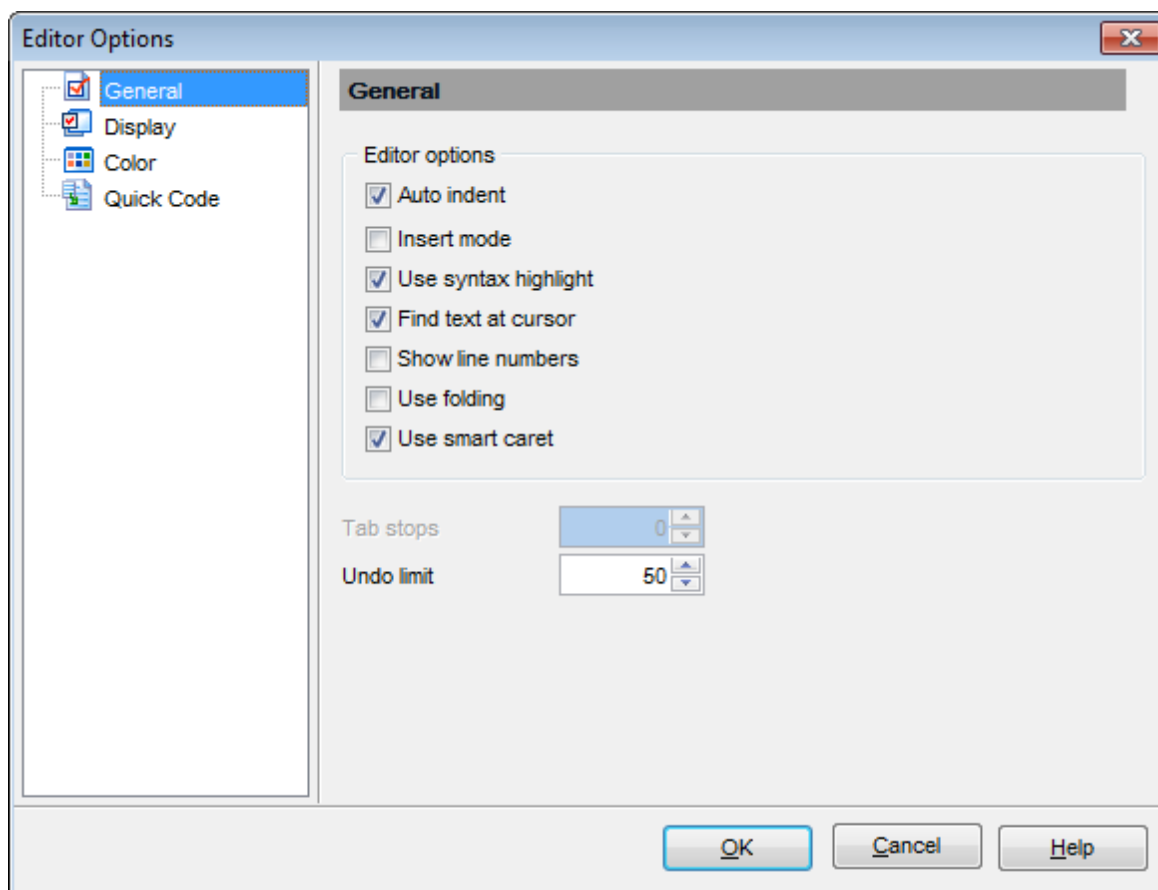 Editor Options
General
Display
Color
Quick Code
General
Editor options
Auto indent
Insert mode
Use syntax highlight
Find text at cursor
Show line numbers
Use folding
Use smart caret
Tab stops 0
Undo limit 50
OK Cancel Help